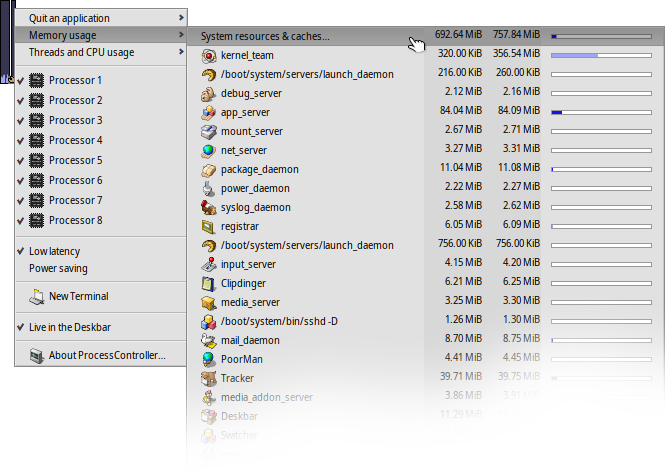 Quit an application
Memory usage
Threads and CPU usage
Processor 1
Processor 2
Processor 3
Processor 4
Processor 5
Processor 6
Processor 7
Processor 8
Low latency
Power saving
New Terminal
Live in the Deskbar
About ProcessController...
System resources & caches... 692.64 MiB 757.84 MiB
kernel_team 320.00 KiB 356.54 MiB
/boot/system/servers/launch_daemon 216.00 KiB 260.00 KiB
debug_server 2.12 MiB 2.16 MiB
app_server 84.04 MiB 84.09 MiB
mount_server 2.67 MiB 2.71 MiB
net_server 3.27 MiB 3.31 MiB
package_daemon 11.04 MiB 11.08 MiB
power_daemon 2.22 MiB 2.27 MiB
syslog_daemon 2.58 MiB 2.62 MiB
registrar 6.05 MiB 6.09 MiB
/boot/system/servers/launch_daemon 756.00 KiB 756.00 KiB
input_server 4.15 MiB 4.20 MiB
Clipdinger 6.21 MiB 6.25 MiB
media_server 3.25 MiB 3.30 MiB
/boot/system/bin/sshd -D 1.26 MiB 1.30 MiB
mail_daemon 8.70 MiB 8.75 MiB
PoorMan 4.41 MiB 4.45 MiB
Tracker 39.71 MiB 39.75 MiB
media_addon_server 3.86 MiB 3.91 MiB
Deskbar 11.29 MiB
Switcher